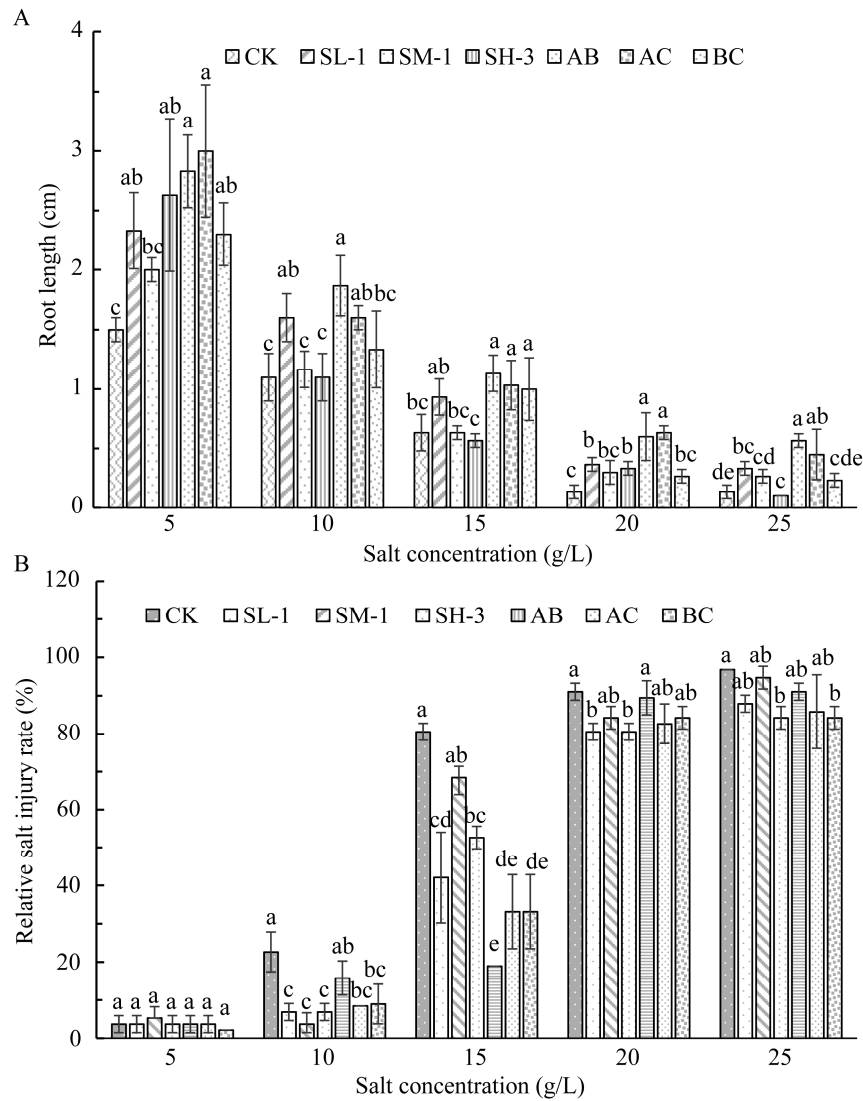 A
4
CK SL-1 SM-1 SH-3 AB AC BC
a
ab ab a
3
ab
bc
2
c
Root length (cm)
a
ab
ab bc
c c c
1
a a a
ab
bc bc c
a a
c b bc b bc
a ab
de bc cd c cde
0
5 10 15 20 25
Salt concentration (g/L)
B
120
CK SL-1 SM-1 SH-3 AB AC BC
100
80
60
40
20
0
Relative salt injury rate (%)
a a a a a a a
a c c c ab bc bc
a cd ab bc e de de
a b ab b a ab ab
a ab ab b ab ab b
5 10 15 20 25
Salt concentration (g/L)